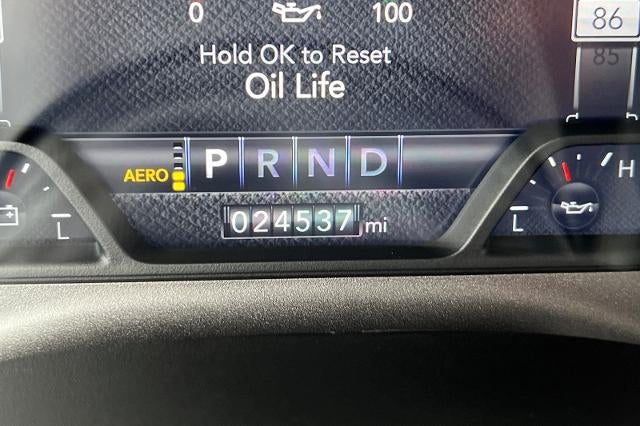 0 100
86
85
Hold OK to Reset
Oil Life
AERO P R N D
H
L
L
024537 mi